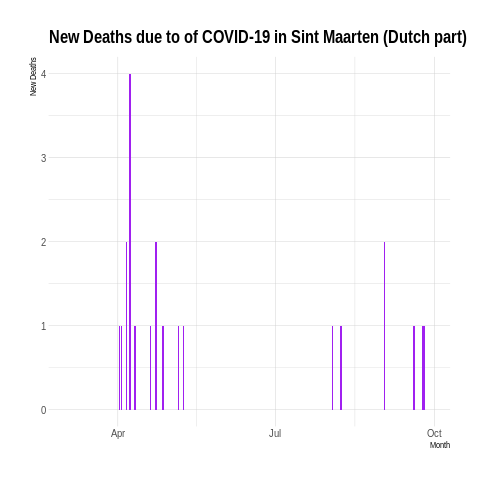 New Deaths due to of COVID-19 in Sint Maarten (Dutch part)
New Deaths
4
3
2
1
0
Apr Jul Oct
Month